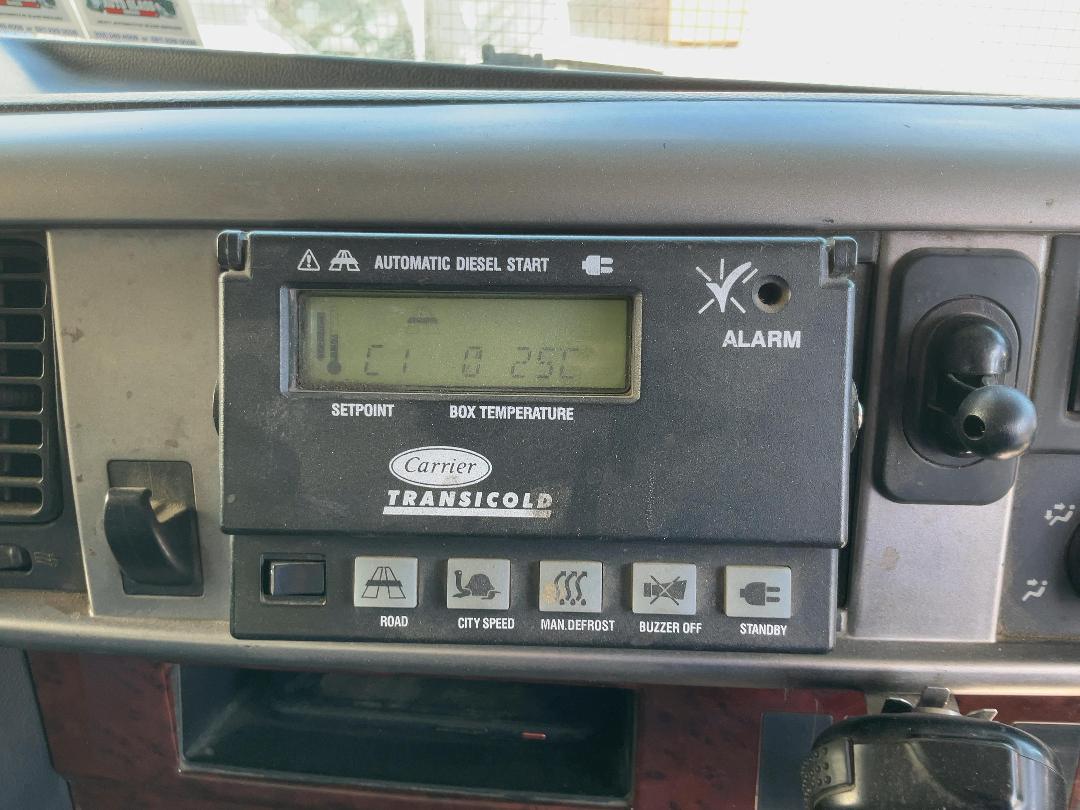 AUTOMATIC DIESEL START
ALARM
C1 0 25C
SETPOINT BOX TEMPERATURE
Carrier
TRANSICOLD
ROAD CITY SPEED MAN.DEFROST BUZZER OFF STANDBY